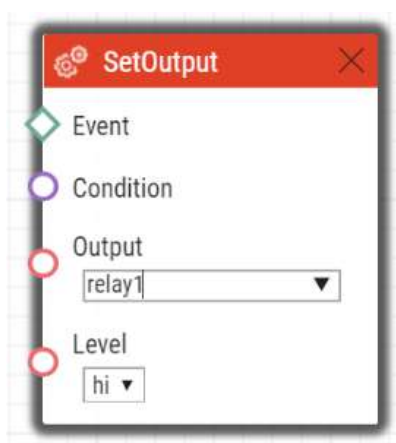 SetOutput
Event
Condition
Output
relay1
Level
hi